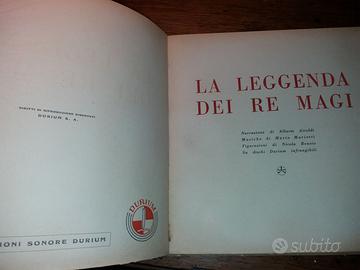 DIRITTI DI RIPRODUZIONE RISERVATI
DURIUM S. A.
DURIUM
IONI SONORE DURIUM
LA LEGGENDA
DEI RE MAGI
Narrazione di Alberto Airoldi
Musiche di Mario Mariotti
Figurazioni di Nicola Benois
Su dischi Durium infrangibili
subito